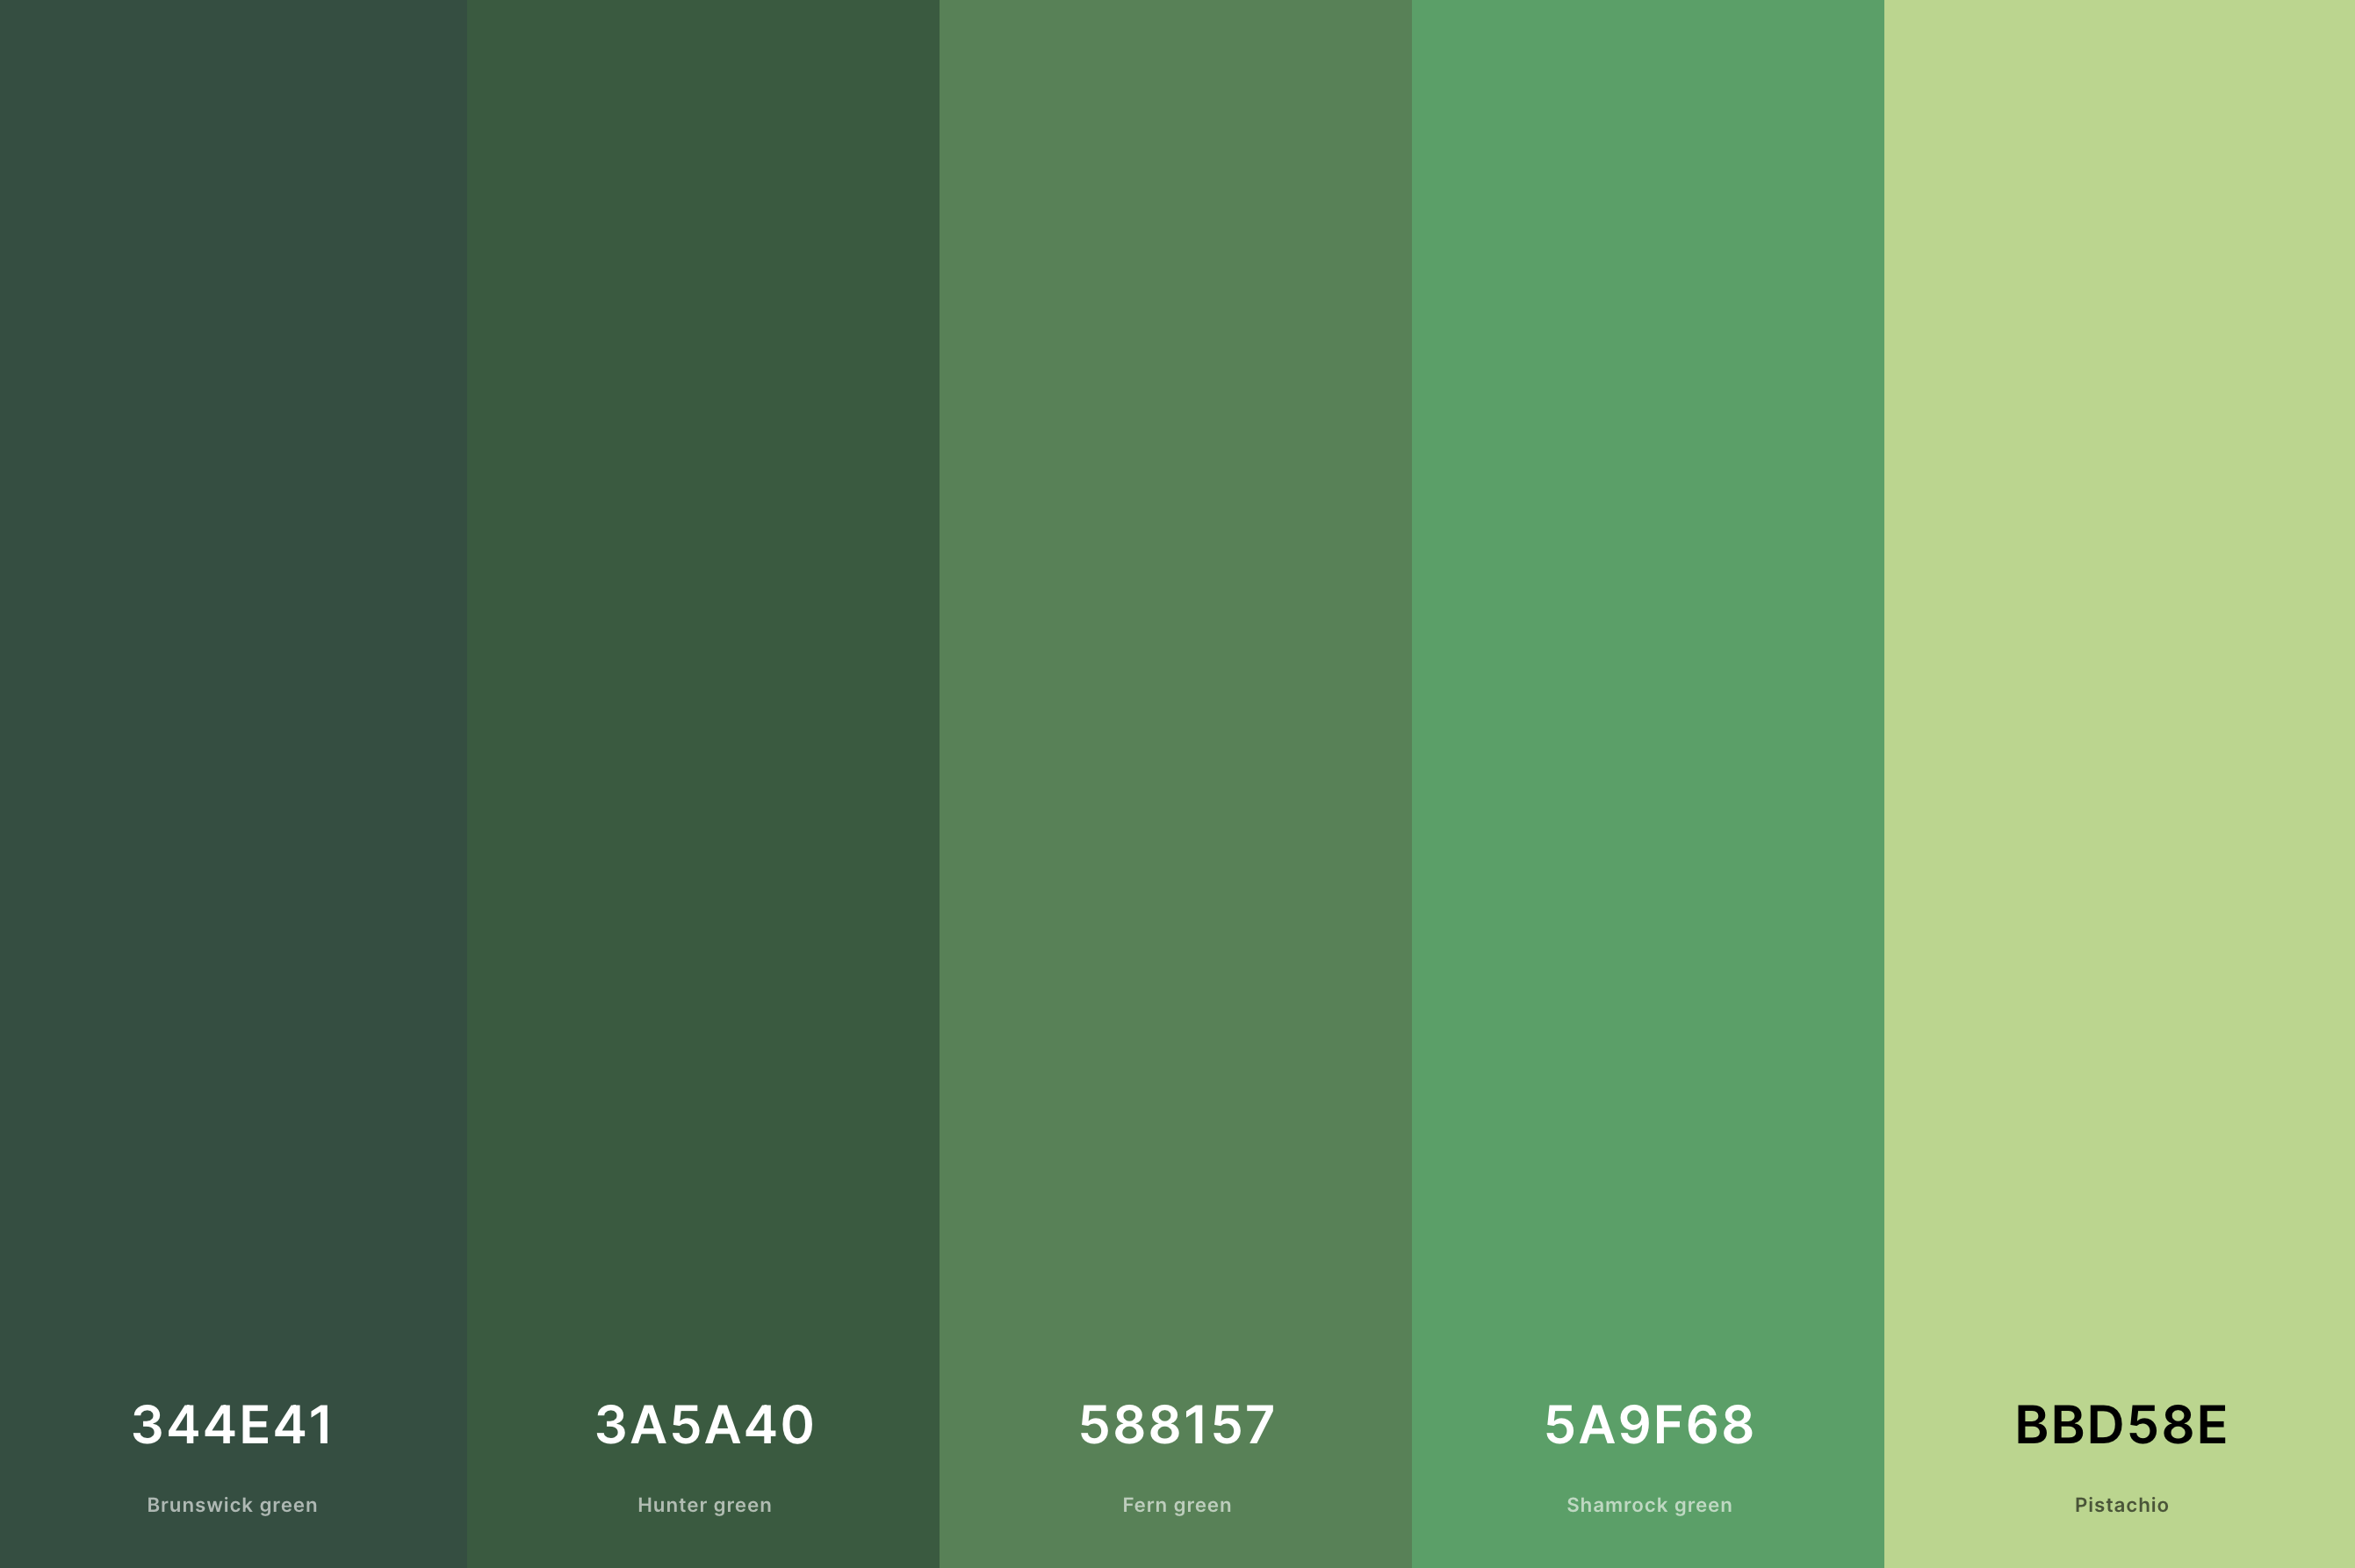 344E41
Brunswick green
3A5A40
Hunter green
588157
Fern green
5A9F68
Shamrock green
BBD58E
Pistachio